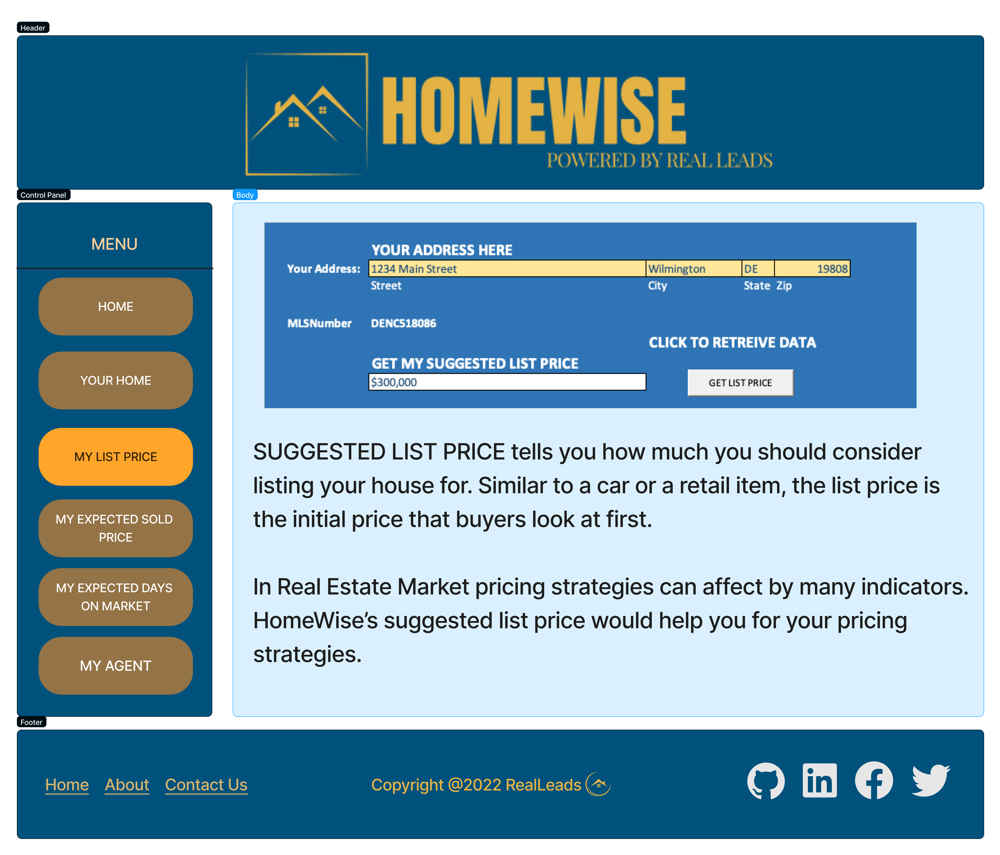 Header
HOMEWISE
POWERED BY REAL LEADS
Control Panel
MENU
HOME
YOUR HOME
MY LIST PRICE
MY EXPECTED SOLD
PRICE
MY EXPECTED DAYS
ON MARKET
MY AGENT
Body
YOUR ADDRESS HERE
Your Address: 1234 Main Street Wilmington DE 19808
Street City State Zip
MLSNumber DENC518086
CLICK TO RETREIVE DATA
GET MY SUGGESTED LIST PRICE
$300,000 GET LIST PRICE
SUGGESTED LIST PRICE tells you how much you should consider
listing your house for. Similar to a car or a retail item, the list price is
the initial price that buyers look at first.
In Real Estate Market pricing strategies can affect by many indicators.
HomeWise’s suggested list price would help you for your pricing
strategies.
Footer
Home About Contact Us Copyright @2022 RealLeads in